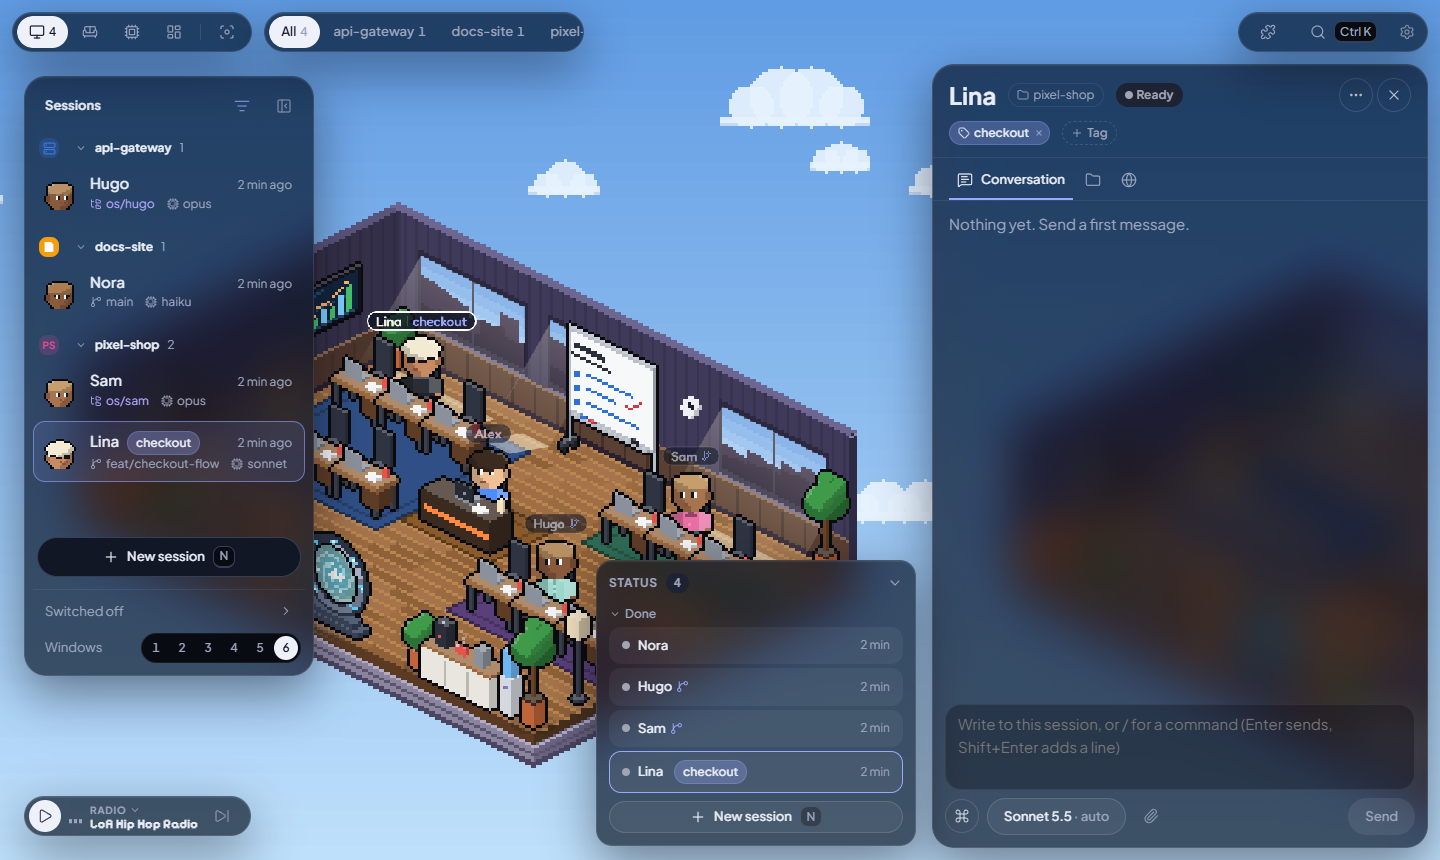 4
All 4
api-gateway 1
docs-site 1
pixel-
Ctrl K
Sessions
api-gateway 1
Hugo
2 min ago
os/hugo
opus
docs-site 1
Nora
2 min ago
main
haiku
PS
pixel-shop 2
Sam
2 min ago
os/sam
opus
Lina
checkout
2 min ago
feat/checkout-flow
sonnet
+ New session N
Switched off
Windows
1 2 3 4 5 6
RADIO
Lofi Hip Hop Radio
Lina checkout
Alex
Sam
Hugo
STATUS 4
Done
Nora 2 min
Hugo 2 min
Sam 2 min
Lina checkout 2 min
+ New session N
Lina
pixel-shop
Ready
checkout ×
+ Tag
Conversation
Nothing yet. Send a first message.
Write to this session, or / for a command (Enter sends,
Shift+Enter adds a line)
Sonnet 5.5 · auto
Send